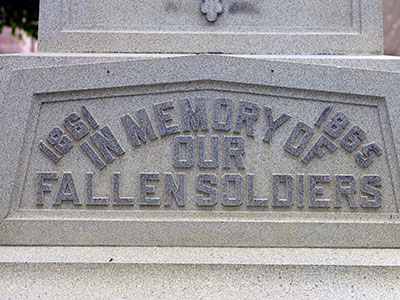 1861 IN MEMORY OF 1865
OUR
FALLEN SOLDIERS